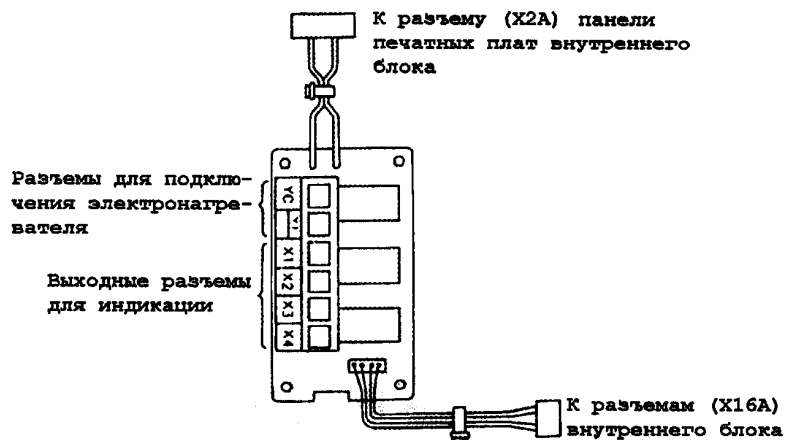 К разъему (X2A) панели
печатных плат внутреннего
блока
Разъемы для подклю-
чения электронагре-
вателя
YC
Y1
Выходные разъемы
для индикации
X1
X2
X3
X4
К разъемам (X16A)
внутреннего блока